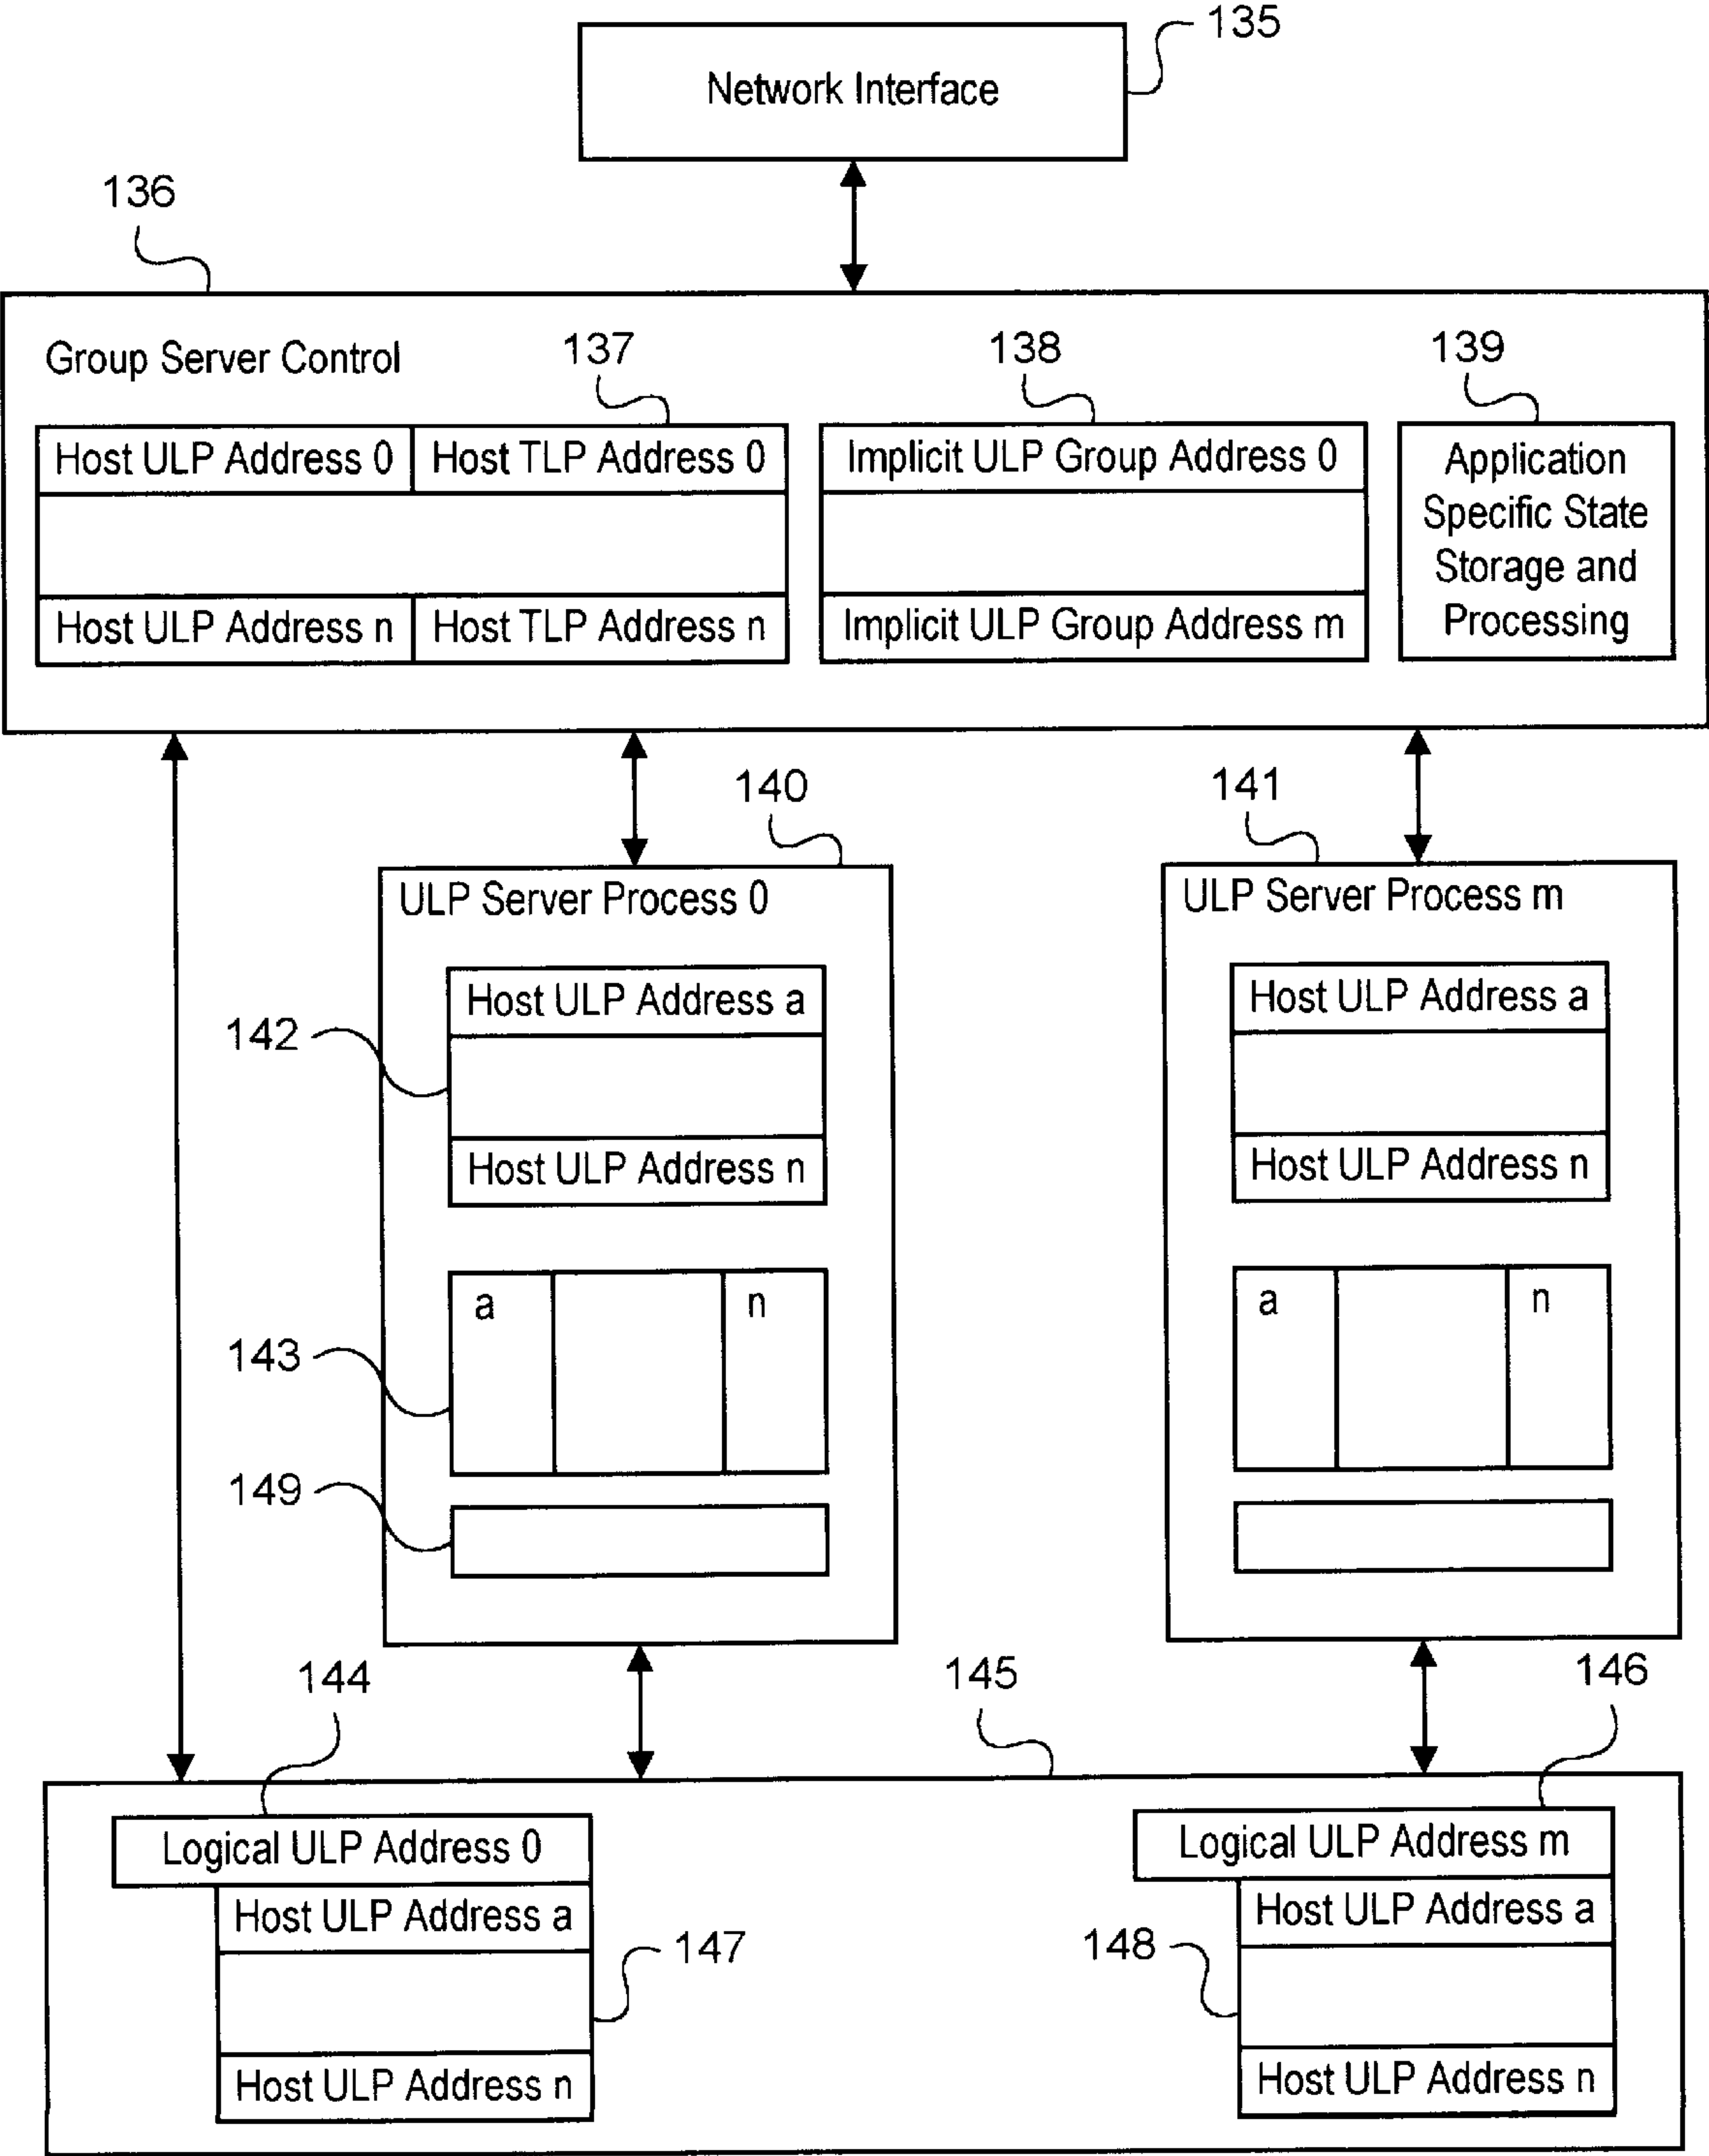 135
Network Interface
136
Group Server Control
137
138
139
Host ULP Address 0
Host TLP Address 0
Host ULP Address n
Host TLP Address n
Implicit ULP Group Address 0
Implicit ULP Group Address m
Application
Specific State
Storage and
Processing
140
141
ULP Server Process 0
Host ULP Address a
142
Host ULP Address n
a
n
143
149
ULP Server Process m
Host ULP Address a
Host ULP Address n
a
n
144
145
146
Logical ULP Address 0
Host ULP Address a
147
Host ULP Address n
Logical ULP Address m
Host ULP Address a
148
Host ULP Address n